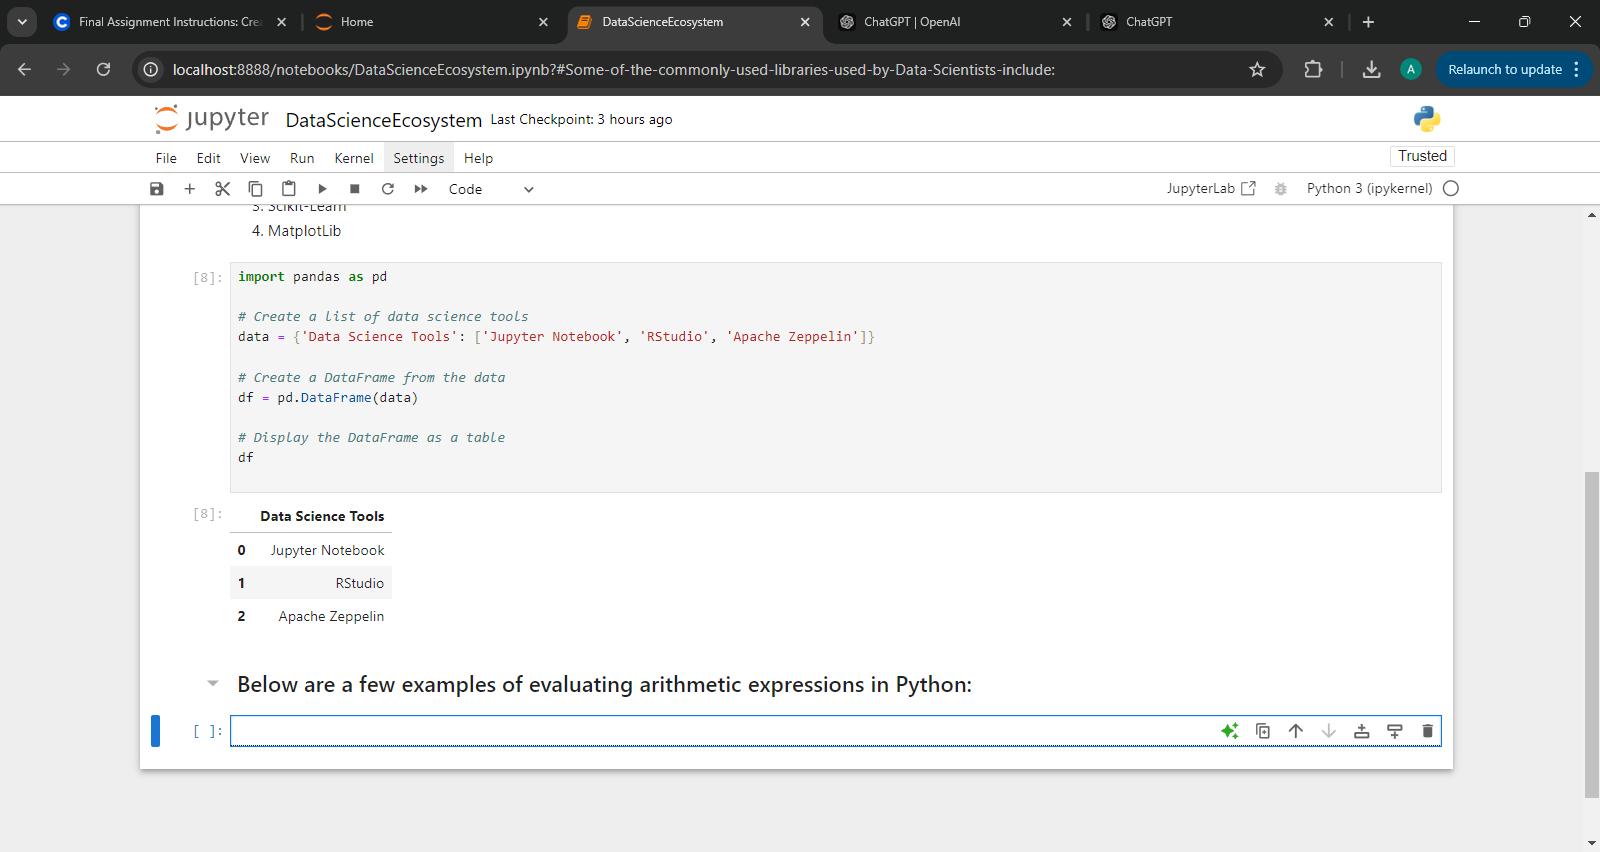 Final Assignment Instructions: Cre
Home
DataScienceEcosystem
ChatGPT | OpenAI
ChatGPT
localhost:8888/notebooks/DataScienceEcosystem.ipynb?#Some-of-the-commonly-used-libraries-used-by-Data-Scientists-include:
A
Relaunch to update
jupyter DataScienceEcosystem Last Checkpoint: 3 hours ago
File Edit View Run Kernel Settings Help
Trusted
Code
JupyterLab
Python 3 (ipykernel)
3. Scikit-Learn
4. MatplotLib
[8]:
import pandas as pd
# Create a list of data science tools
data = {'Data Science Tools': ['Jupyter Notebook', 'RStudio', 'Apache Zeppelin']}
# Create a DataFrame from the data
df = pd.DataFrame(data)
# Display the DataFrame as a table
df
[8]:
Data Science Tools
0 Jupyter Notebook
1 RStudio
2 Apache Zeppelin
Below are a few examples of evaluating arithmetic expressions in Python:
[ ]: